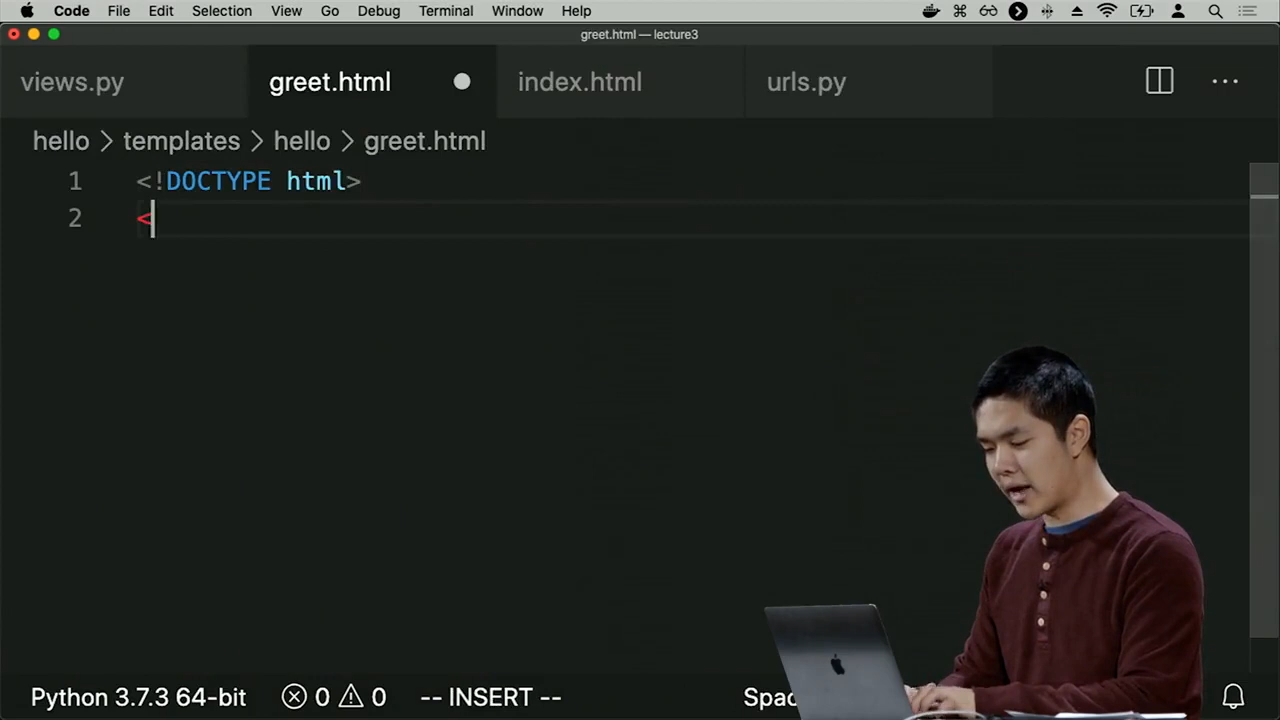 Code File Edit Selection View Go Debug Terminal Window Help
greet.html — lecture3
views.py greet.html index.html urls.py
hello > templates > hello > greet.html
1 <!DOCTYPE html>
2 <
Python 3.7.3 64-bit 0 0 -- INSERT --